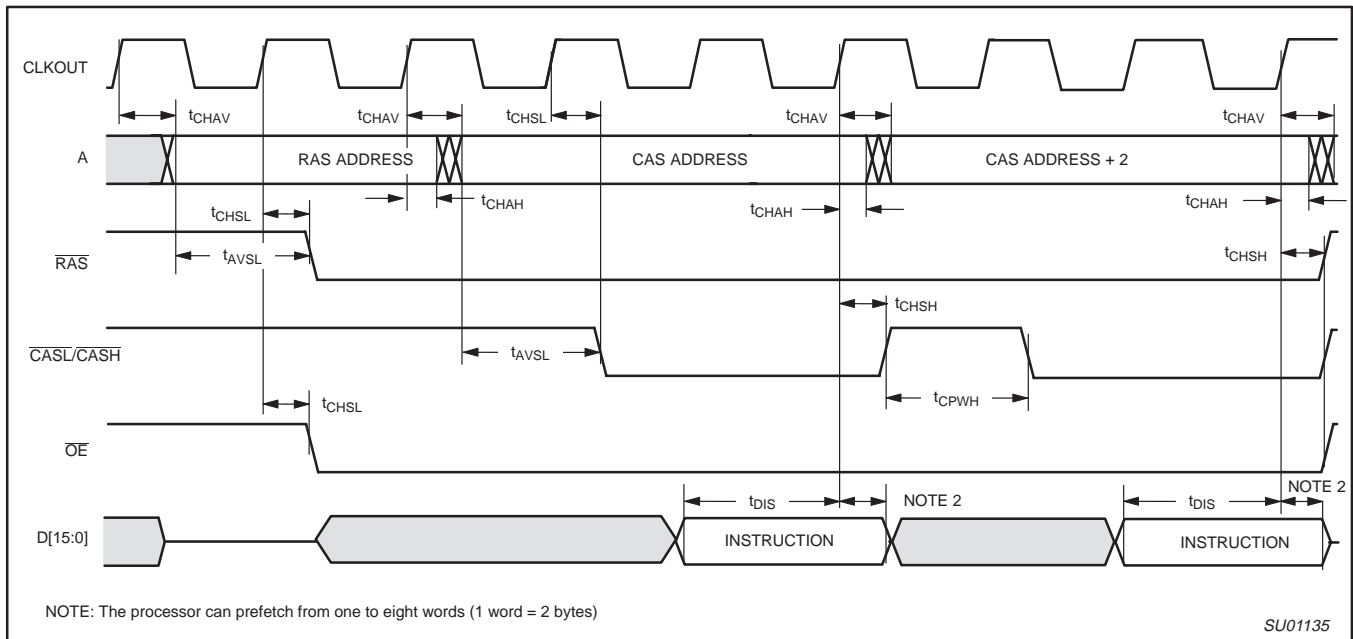 CLKOUT
tCHAV tCHAV tCHSL tCHAV tCHAV
A RAS ADDRESS CAS ADDRESS CAS ADDRESS + 2
tCHAH tCHAH tCHAH
tCHSL
RAS tAVSL tCHSH
tCHSH
CASL/CASH tAVSL
tCPWH
tCHSL
OE
tDIS NOTE 2 tDIS NOTE 2
D[15:0] INSTRUCTION INSTRUCTION
NOTE: The processor can prefetch from one to eight words (1 word = 2 bytes)
SU01135